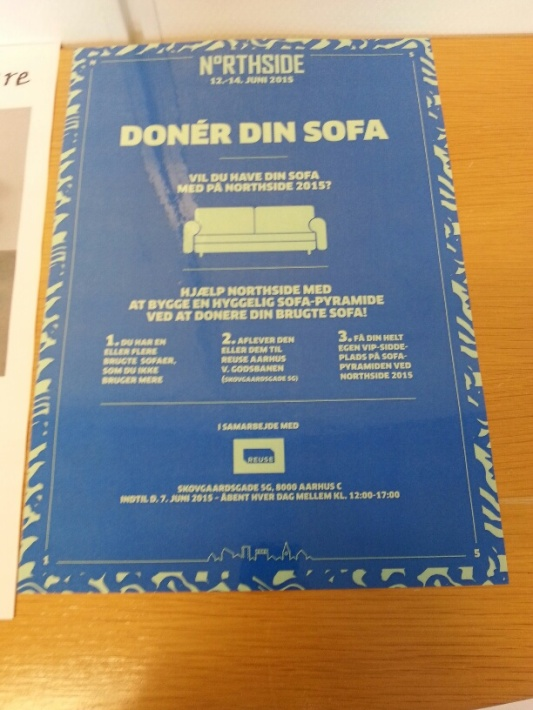 re
NORTHSIDE
12.-14. JUNI 2015
DONÉR DIN SOFA
VIL DU HAVE DIN SOFA
MED PÅ NORTHSIDE 2015?
HJÆLP NORTHSIDE MED
AT BYGGE EN HYGGELIG SOFA-PYRAMIDE
VED AT DONERE DIN BRUGTE SOFA!
1. DU HAR EN
ELLER FLERE
BRUGTE SOFAER,
SOM DU IKKE
BRUGER MERE
2. AFLEVER DEN
ELLER DEM TIL
REUSE AARHUS
V. GODSBANEN
(SKOVGAARDSGADE 5G)
3. FÅ DIN HELT
EGEN VIP-SIDDE-
PLADS PÅ SOFA-
PYRAMIDEN VED
NORTHSIDE 2015
I SAMARBEJDE MED
REUSE
SKOVGAARDSGADE 5G, 8000 AARHUS C
INDTIL D. 7. JUNI 2015 - ÅBENT HVER DAG MELLEM KL. 12:00-17:00
1
5